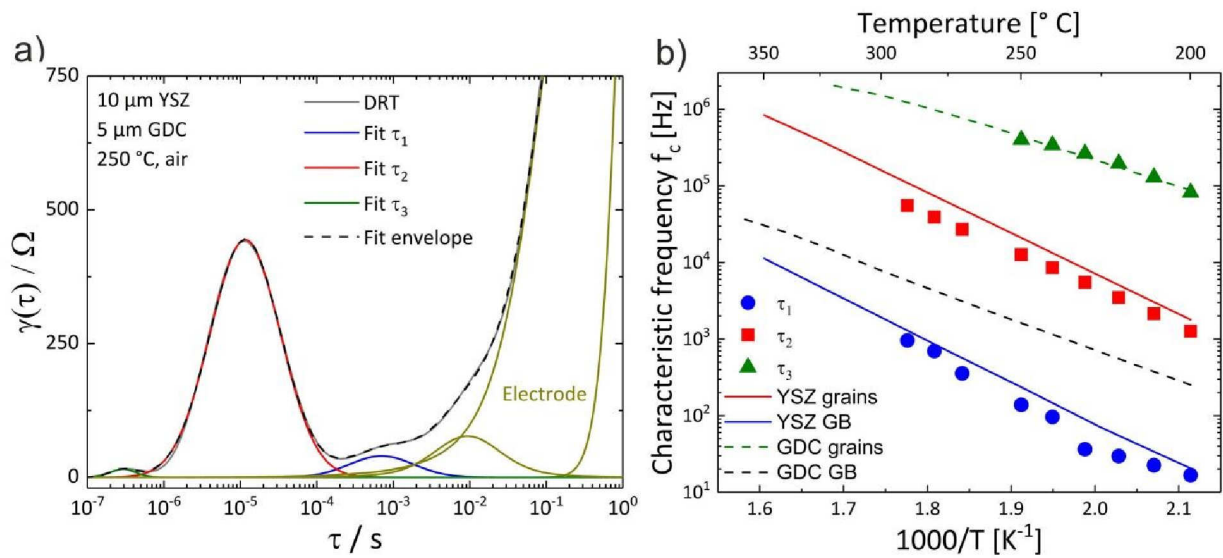 a)
750
500
250
0
γ(τ) / Ω
10 μm YSZ
5 μm GDC
250 °C, air
DRT
Fit τ1
Fit τ2
Fit τ3
Fit envelope
Electrode
10⁻⁷ 10⁻⁶ 10⁻⁵ 10⁻⁴ 10⁻³ 10⁻² 10⁻¹ 10⁰
τ / s
b)
Temperature [° C]
350 300 250 200
Characteristic frequency fc [Hz]
10⁶
10⁵
10⁴
10³
10²
10¹
τ1
τ2
τ3
YSZ grains
YSZ GB
GDC grains
GDC GB
1.6 1.7 1.8 1.9 2.0 2.1
1000/T [K⁻¹]